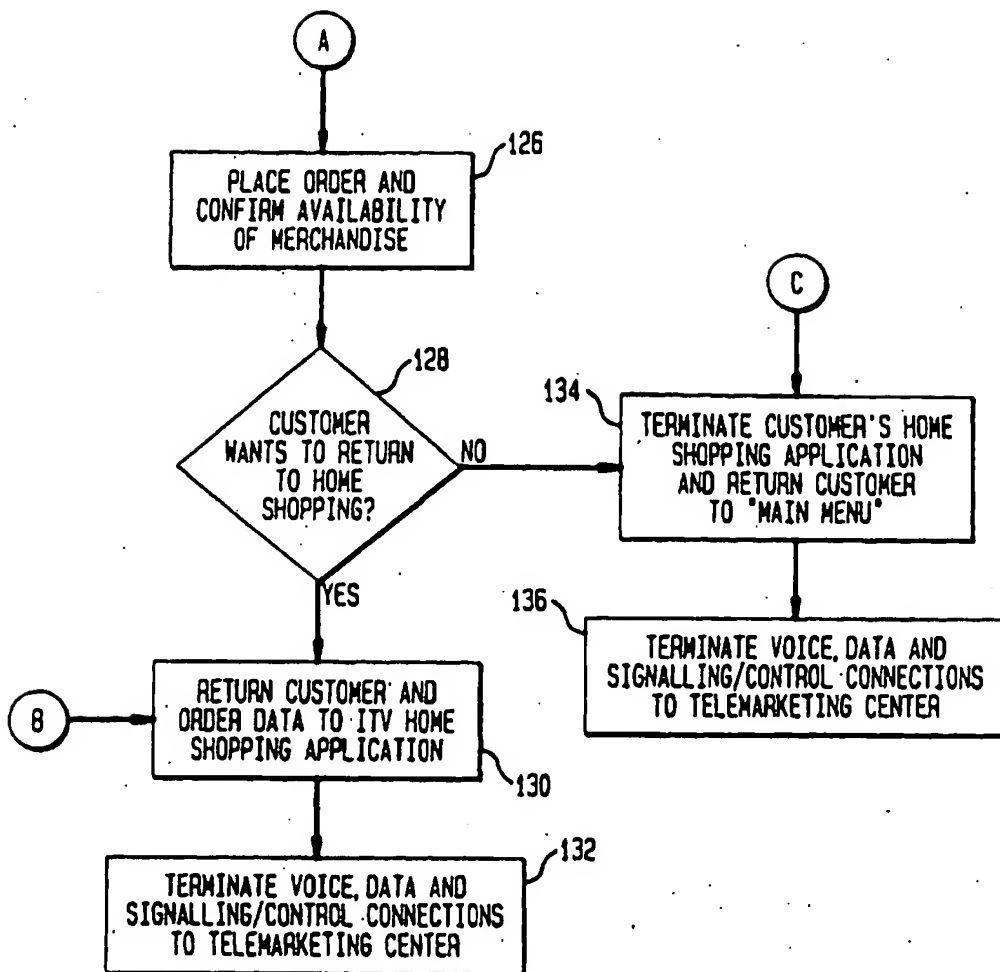 A
126
PLACE ORDER AND
CONFIRM AVAILABILITY
OF MERCHANDISE
128
CUSTOMER
WANTS TO RETURN
TO HOME
SHOPPING?
NO
YES
C
134
TERMINATE CUSTOMER'S HOME
SHOPPING APPLICATION
AND RETURN CUSTOMER
TO "MAIN MENU"
136
TERMINATE VOICE, DATA AND
SIGNALLING/CONTROL CONNECTIONS
TO TELEMARKETING CENTER
B
RETURN CUSTOMER AND
ORDER DATA TO ITV HOME
SHOPPING APPLICATION
130
132
TERMINATE VOICE, DATA AND
SIGNALLING/CONTROL CONNECTIONS
TO TELEMARKETING CENTER